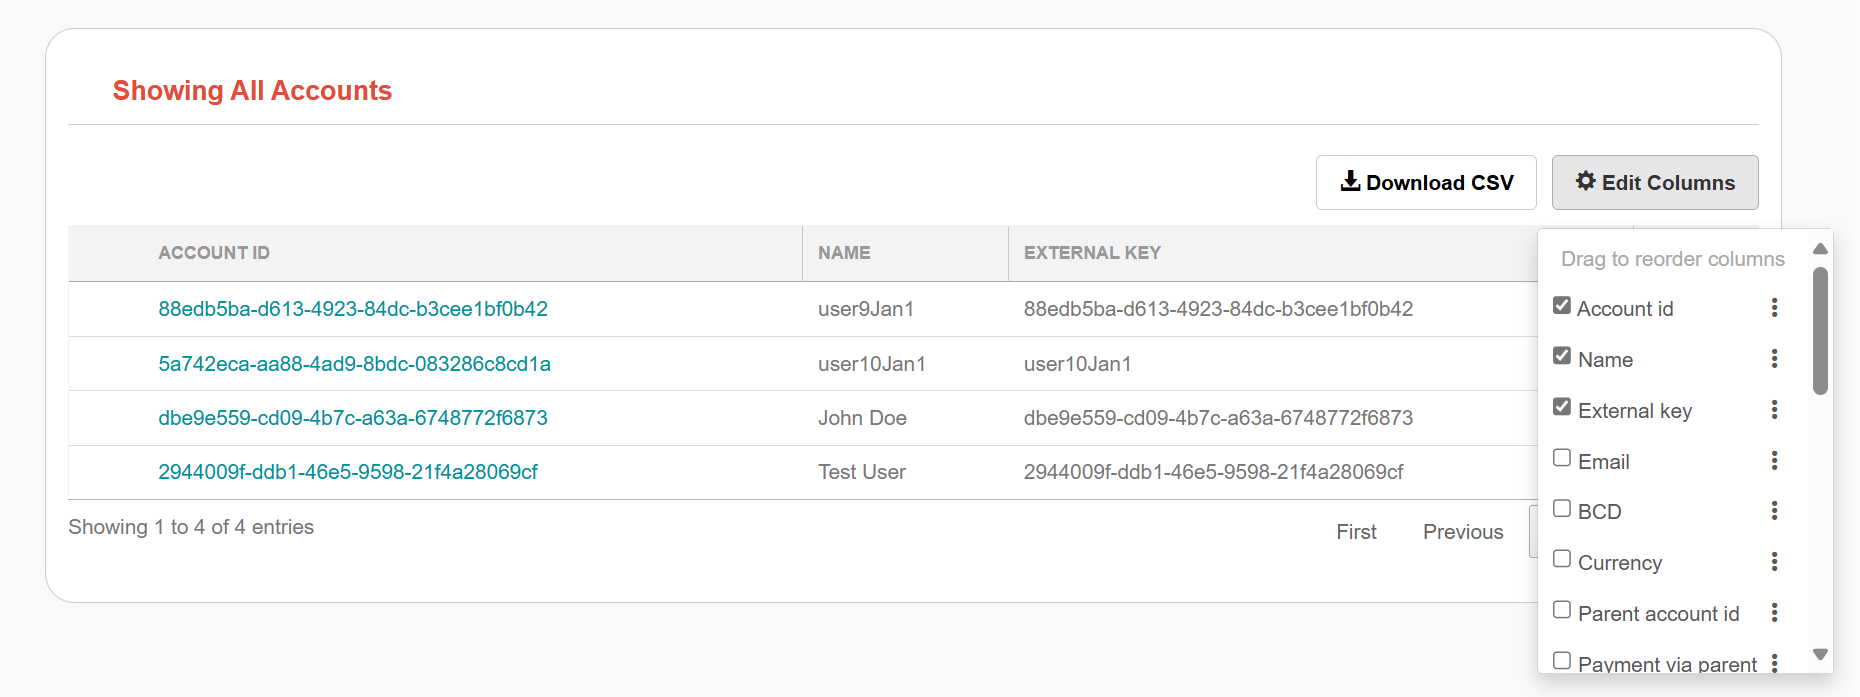 Showing All Accounts
Download CSV
Edit Columns
ACCOUNT ID NAME EXTERNAL KEY
88edb5ba-d613-4923-84dc-b3cee1bf0b42 user9Jan1 88edb5ba-d613-4923-84dc-b3cee1bf0b42
5a742eca-aa88-4ad9-8bdc-083286c8cd1a user10Jan1 user10Jan1
dbe9e559-cd09-4b7c-a63a-6748772f6873 John Doe dbe9e559-cd09-4b7c-a63a-6748772f6873
2944009f-ddb1-46e5-9598-21f4a28069cf Test User 2944009f-ddb1-46e5-9598-21f4a28069cf
Showing 1 to 4 of 4 entries
First Previous
Drag to reorder columns
Account id
Name
External key
Email
BCD
Currency
Parent account id
Payment via parent